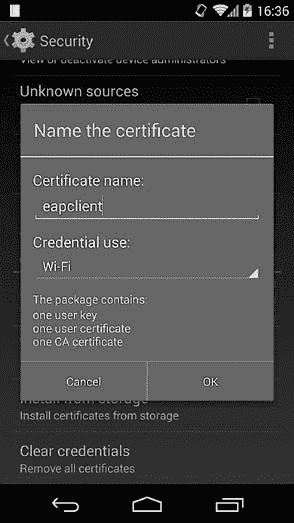 16:36
Security
View or deactivate device administrators
Unknown sources
Name the certificate
Certificate name:
eapclient
Credential use:
Wi-Fi
The package contains:
one user key
one user certificate
one CA certificate
Cancel
OK
Install from storage
Install certificates from storage
Clear credentials
Remove all certificates